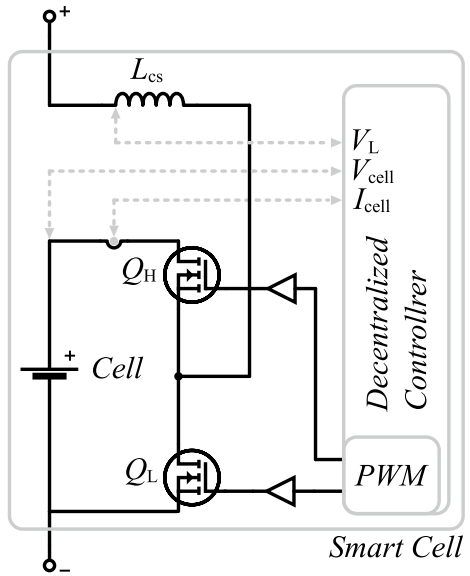 +
Lcs
VL
Vcell
Icell
Decentralized
Controllrer
QH
+
Cell
QL
PWM
Smart Cell
−